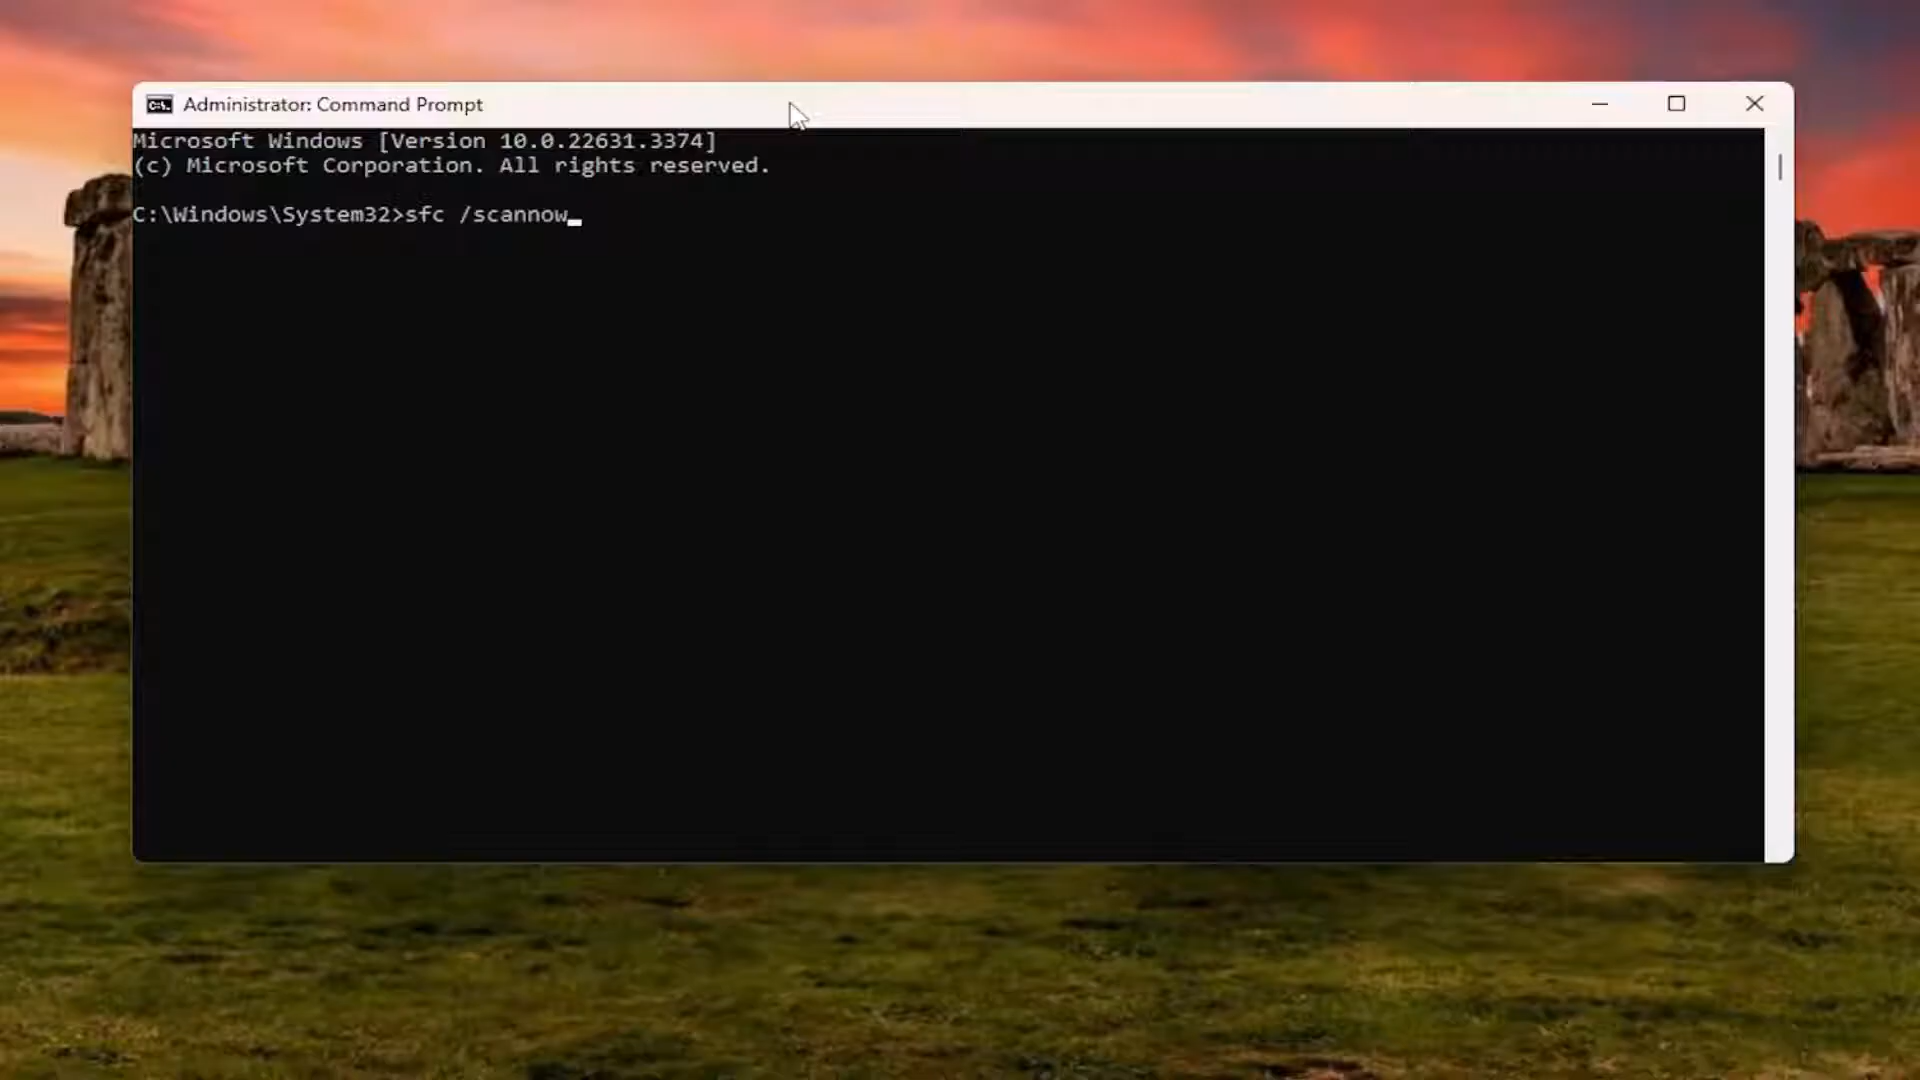 Administrator: Command Prompt
Microsoft Windows [Version 10.0.22631.3374]
(c) Microsoft Corporation. All rights reserved.
C:\Windows\System32>sfc /scannow